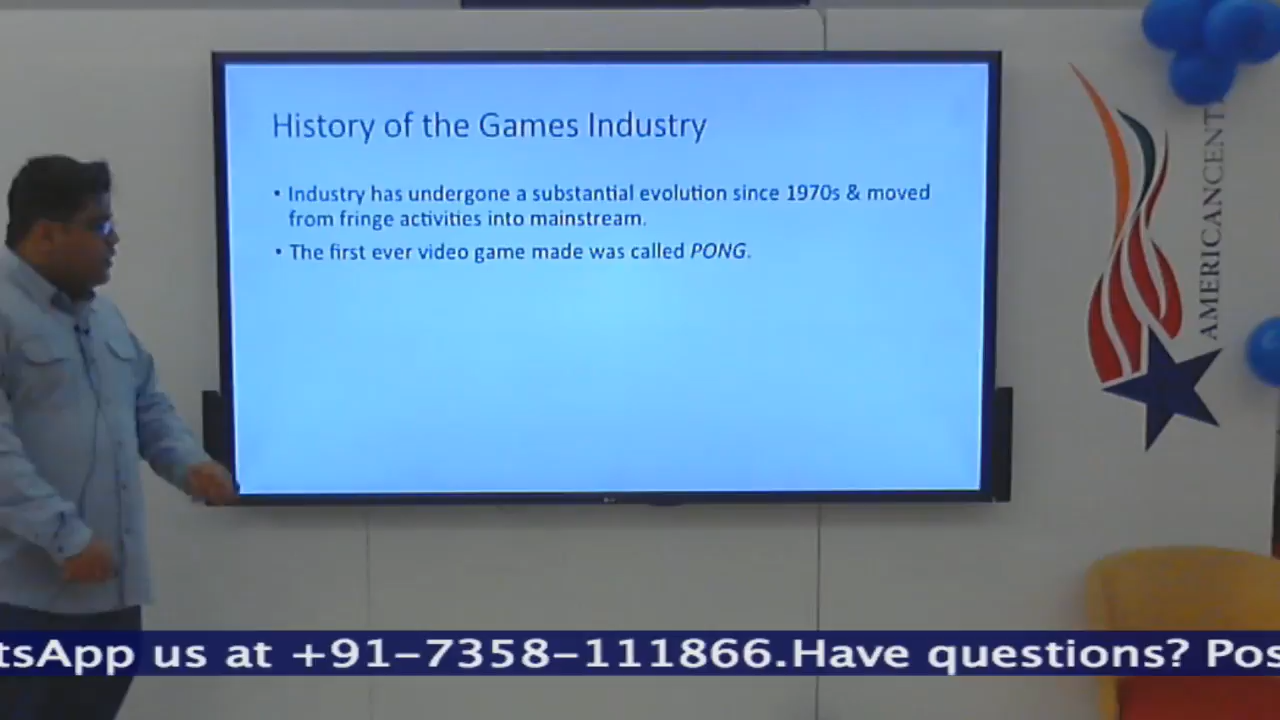 History of the Games Industry
• Industry has undergone a substantial evolution since 1970s & moved
from fringe activities into mainstream.
• The first ever video game made was called PONG.
AMERICANCENT
tsApp us at +91-7358-111866.Have questions? Pos